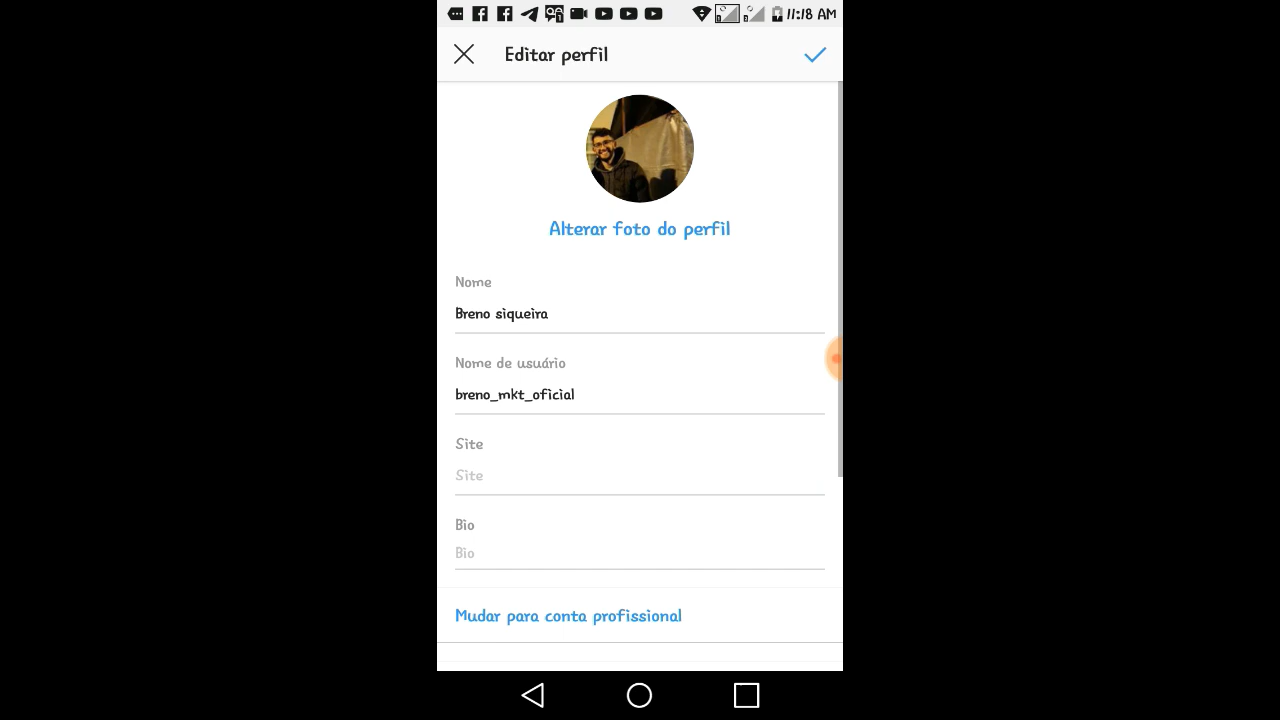 11:18 AM
Editar perfil
Alterar foto do perfil
Nome
Breno siqueira
Nome de usuário
breno_mkt_oficial
Site
Site
Bio
Bio
Mudar para conta profissional